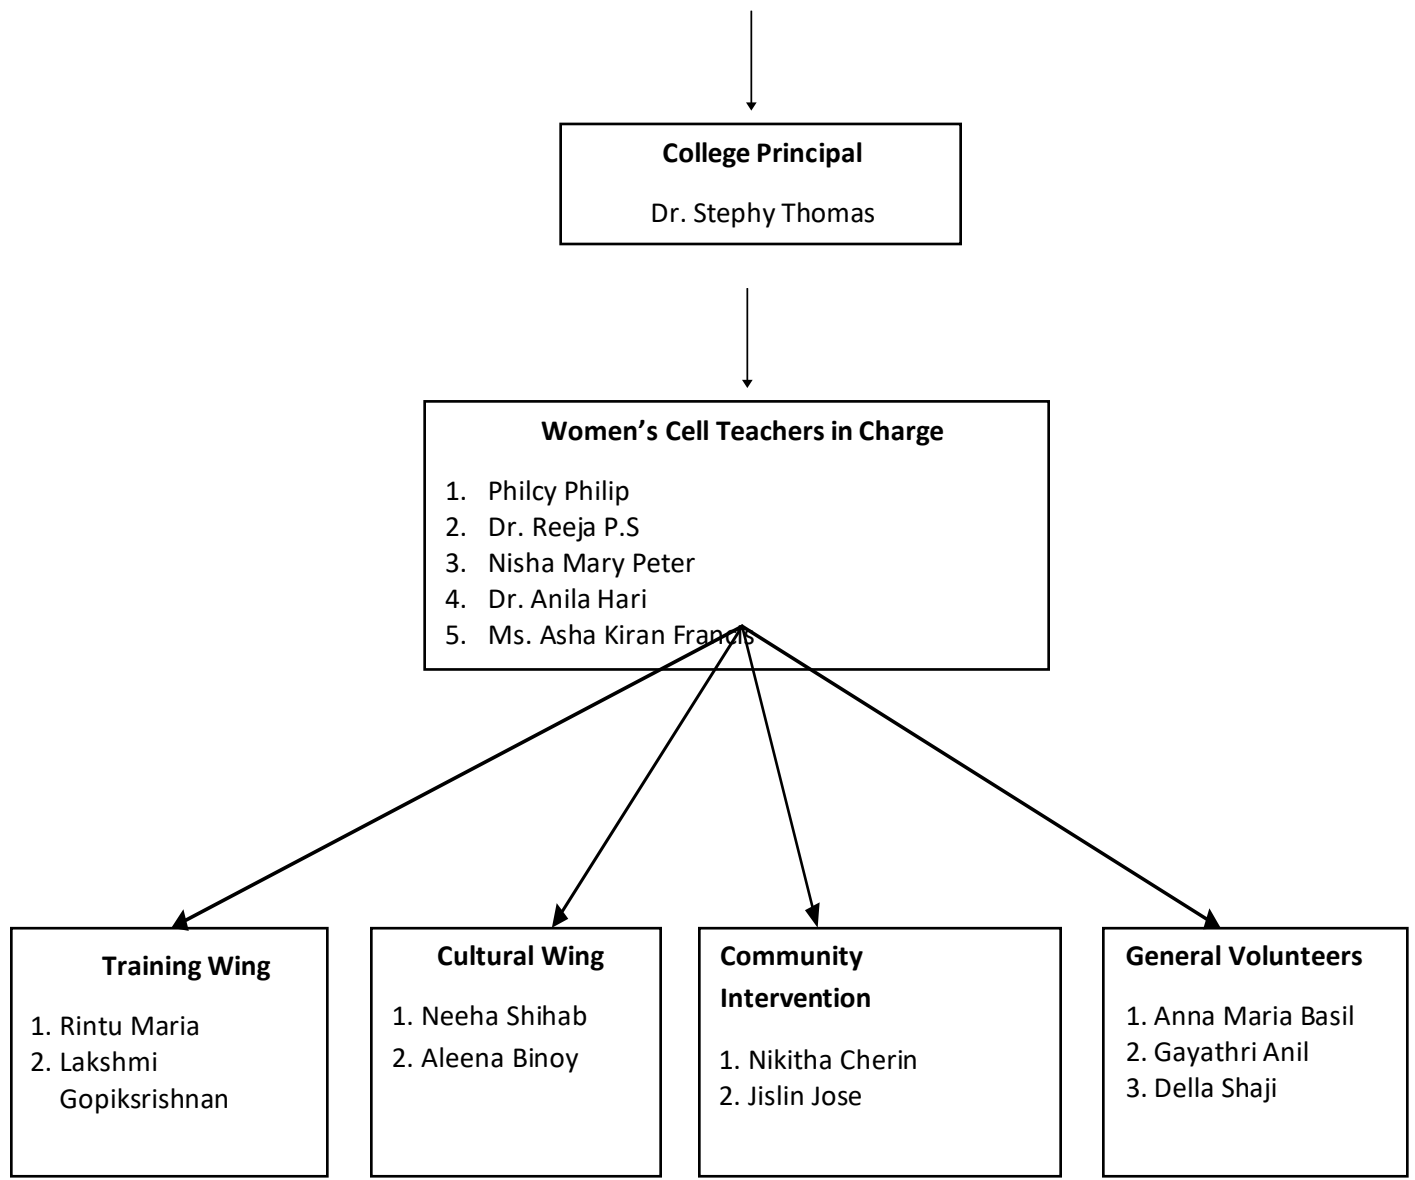 College Principal
Dr. Stephy Thomas
Women’s Cell Teachers in Charge
1. Philcy Philip
2. Dr. Reeja P.S
3. Nisha Mary Peter
4. Dr. Anila Hari
5. Ms. Asha Kiran Francis
Training Wing
1. Rintu Maria
2. Lakshmi
Gopiksrishnan
Cultural Wing
1. Neeha Shihab
2. Aleena Binoy
Community
Intervention
1. Nikitha Cherin
2. Jislin Jose
General Volunteers
1. Anna Maria Basil
2. Gayathri Anil
3. Della Shaji